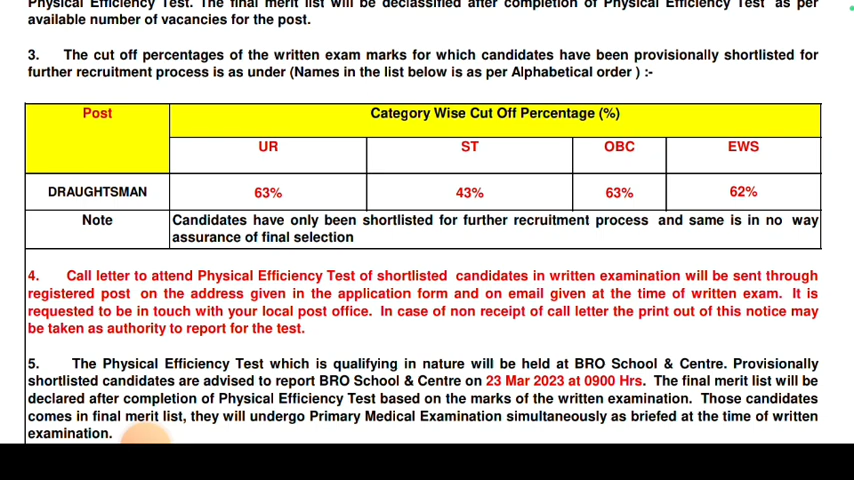 Physical Efficiency Test. The final merit list will be declassified after completion of Physical Efficiency Test as per
available number of vacancies for the post.
3. The cut off percentages of the written exam marks for which candidates have been provisionally shortlisted for
further recruitment process is as under (Names in the list below is as per Alphabetical order ) :-
Post
Category Wise Cut Off Percentage (%)
UR ST OBC EWS
DRAUGHTSMAN 63% 43% 63% 62%
Note Candidates have only been shortlisted for further recruitment process and same is in no way
assurance of final selection
4. Call letter to attend Physical Efficiency Test of shortlisted candidates in written examination will be sent through
registered post on the address given in the application form and on email given at the time of written exam. It is
requested to be in touch with your local post office. In case of non receipt of call letter the print out of this notice may
be taken as authority to report for the test.
5. The Physical Efficiency Test which is qualifying in nature will be held at BRO School & Centre. Provisionally
shortlisted candidates are advised to report BRO School & Centre on 23 Mar 2023 at 0900 Hrs. The final merit list will be
declared after completion of Physical Efficiency Test based on the marks of the written examination. Those candidates
comes in final merit list, they will undergo Primary Medical Examination simultaneously as briefed at the time of written
examination.